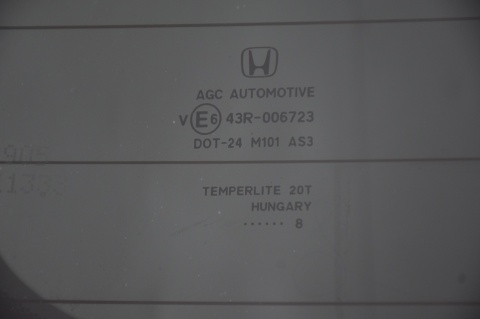 AGC AUTOMOTIVE
V E6 43R-006723
DOT-24 M101 AS3
TEMPERLITE 20T
HUNGARY
...... 8